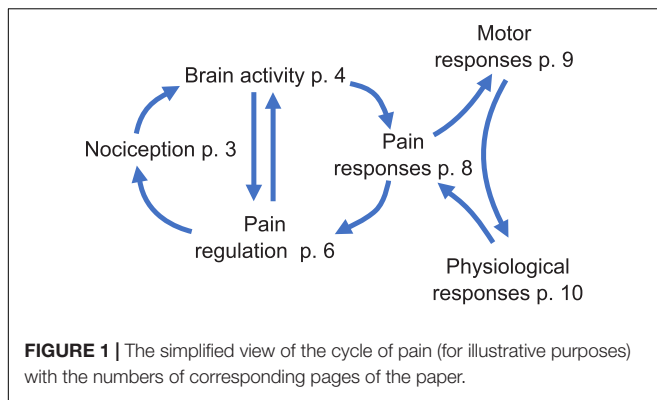 Motor
responses p. 9
Brain activity p. 4
Nociception p. 3
Pain
responses p. 8
Pain
regulation p. 6
Physiological
responses p. 10
FIGURE 1 | The simplified view of the cycle of pain (for illustrative purposes)
with the numbers of corresponding pages of the paper.